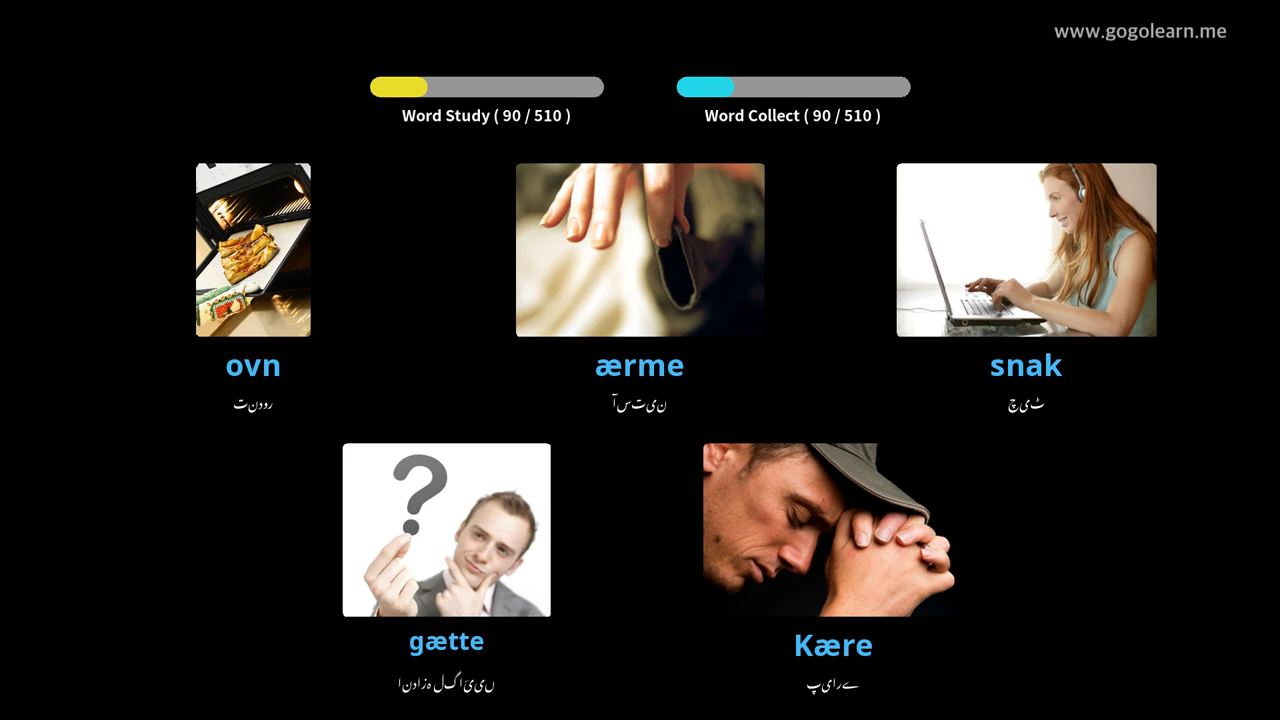 www.gogolearn.me
Word Study ( 90 / 510 )
Word Collect ( 90 / 510 )
ovn
ærme
snak
تندور
آستین
چیٹ
gætte
Kære
اندازہ لگائیں
پیارے